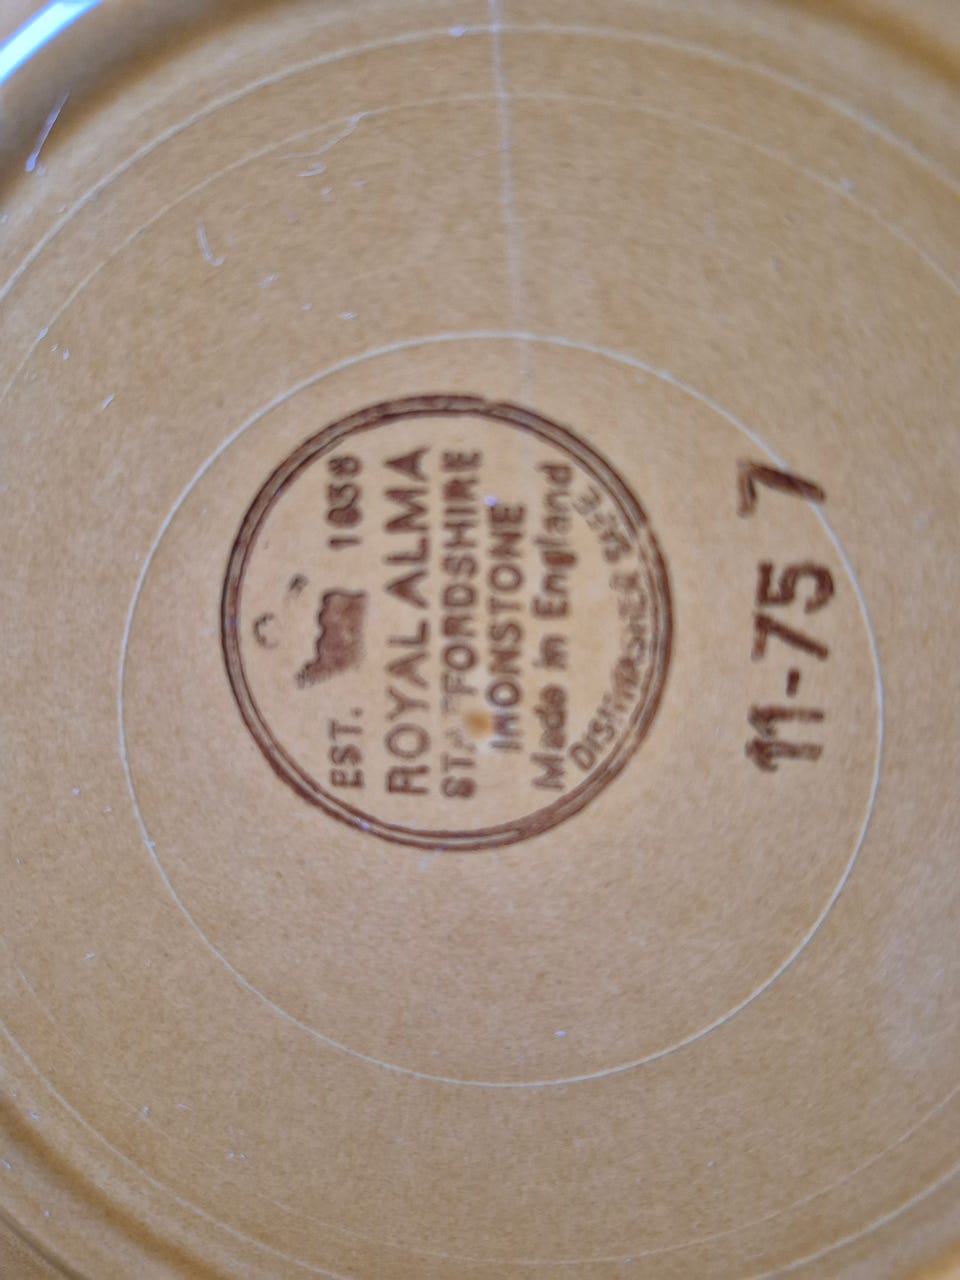 EST. 1838
ROYAL ALMA
STAFFORDSHIRE
IRONSTONE
Made in England
DISHWASHER SAFE
11-75 7